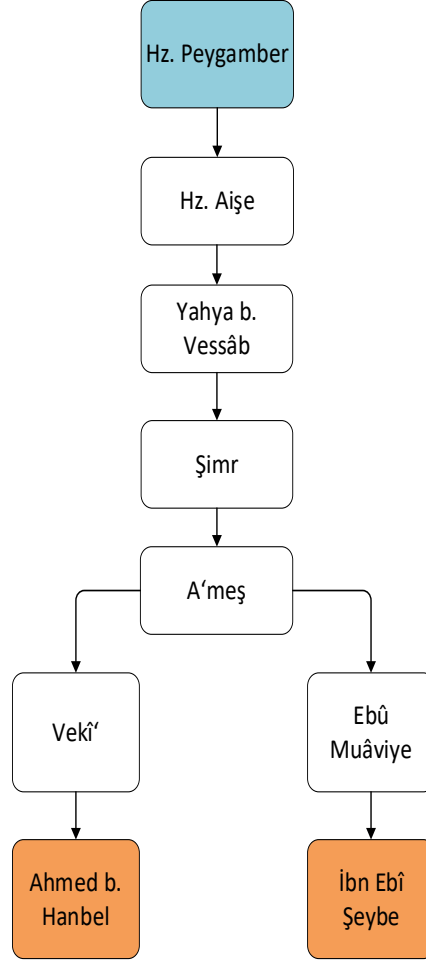 Hz. Peygamber
Hz. Aişe
Yahya b.
Vessâb
Şimr
A‘meş
Vekî‘
Ebû
Muâviye
Ahmed b.
Hanbel
İbn Ebî
Şeybe